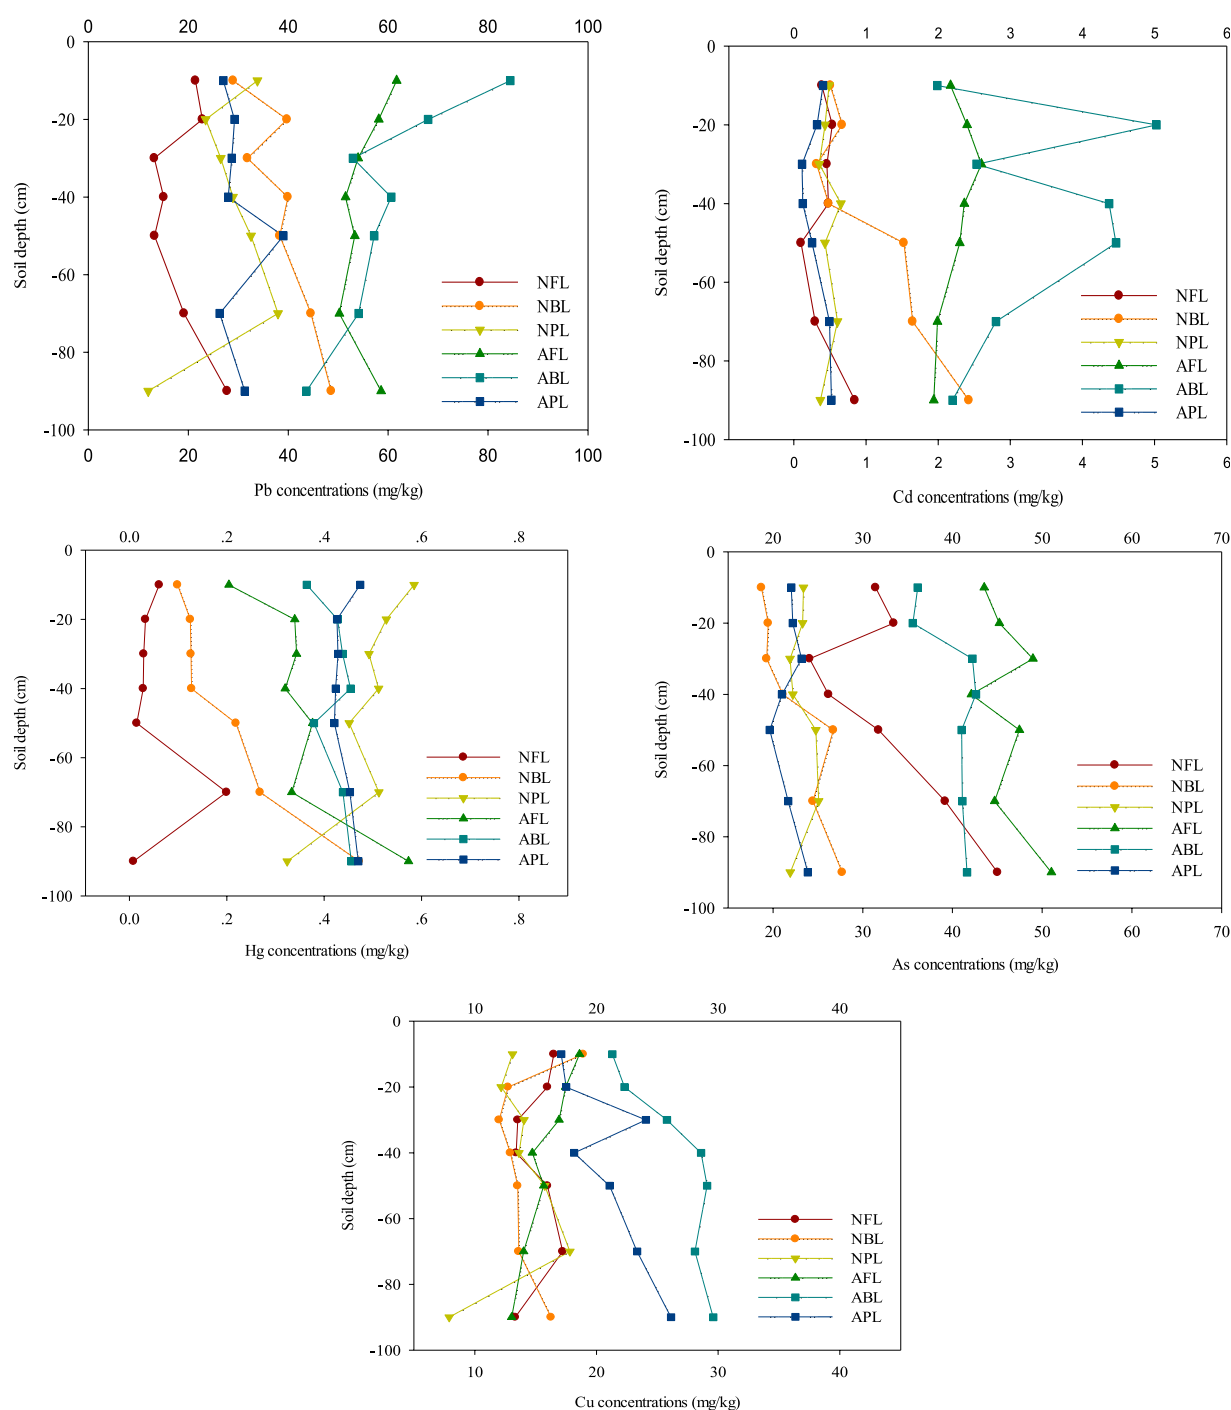 0 20 40 60 80 100
0
-20
-40
-60
-80
-100
Soil depth (cm)
NFL
NBL
NPL
AFL
ABL
APL
0 20 40 60 80 100
Pb concentrations (mg/kg)
0 1 2 3 4 5 6
0
-20
-40
-60
-80
-100
Soil depth (cm)
NFL
NBL
NPL
AFL
ABL
APL
0 1 2 3 4 5 6
Cd concentrations (mg/kg)
0.0 .2 .4 .6 .8
0
-20
-40
-60
-80
-100
Soil depth (cm)
NFL
NBL
NPL
AFL
ABL
APL
0.0 .2 .4 .6 .8
Hg concentrations (mg/kg)
20 30 40 50 60 70
0
-20
-40
-60
-80
-100
Soil depth (cm)
NFL
NBL
NPL
AFL
ABL
APL
20 30 40 50 60 70
As concentrations (mg/kg)
10 20 30 40
0
-20
-40
-60
-80
-100
Soil depth (cm)
NFL
NBL
NPL
AFL
ABL
APL
10 20 30 40
Cu concentrations (mg/kg)